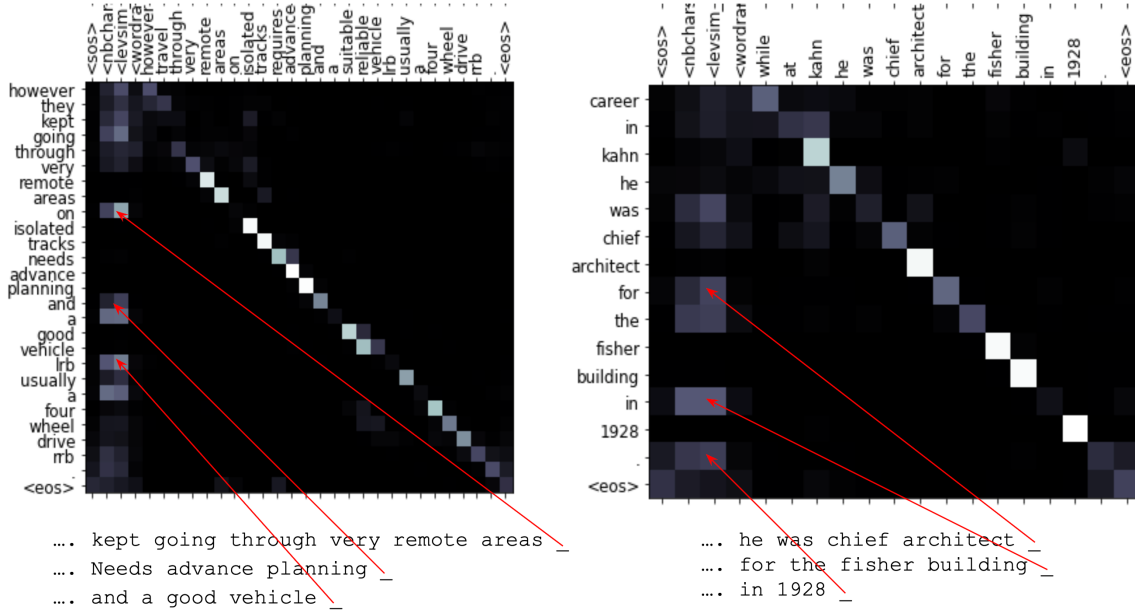 <sos>
<nbchar
<levsim_
<wordra
however
travel
through
very
remote
areas
on
isolated
tracks
requires
advance
planning
and
a
suitable
reliable
vehicle
lrb
usually
a
four
wheel
drive
rrb
.
<eos>
however
they
kept
going
through
very
remote
areas
on
isolated
tracks
needs
advance
planning
and
a
good
vehicle
lrb
usually
a
four
wheel
drive
rrb
.
<eos>
…. kept going through very remote areas _
…. Needs advance planning _
…. and a good vehicle _
<sos>
<nbchars
<levsim_
<wordrat
while
at
kahn
he
was
chief
architect
for
the
fisher
building
in
1928
.
<eos>
career
in
kahn
he
was
chief
architect
for
the
fisher
building
in
1928
.
<eos>
…. he was chief architect _
…. for the fisher building _
…. in 1928 _